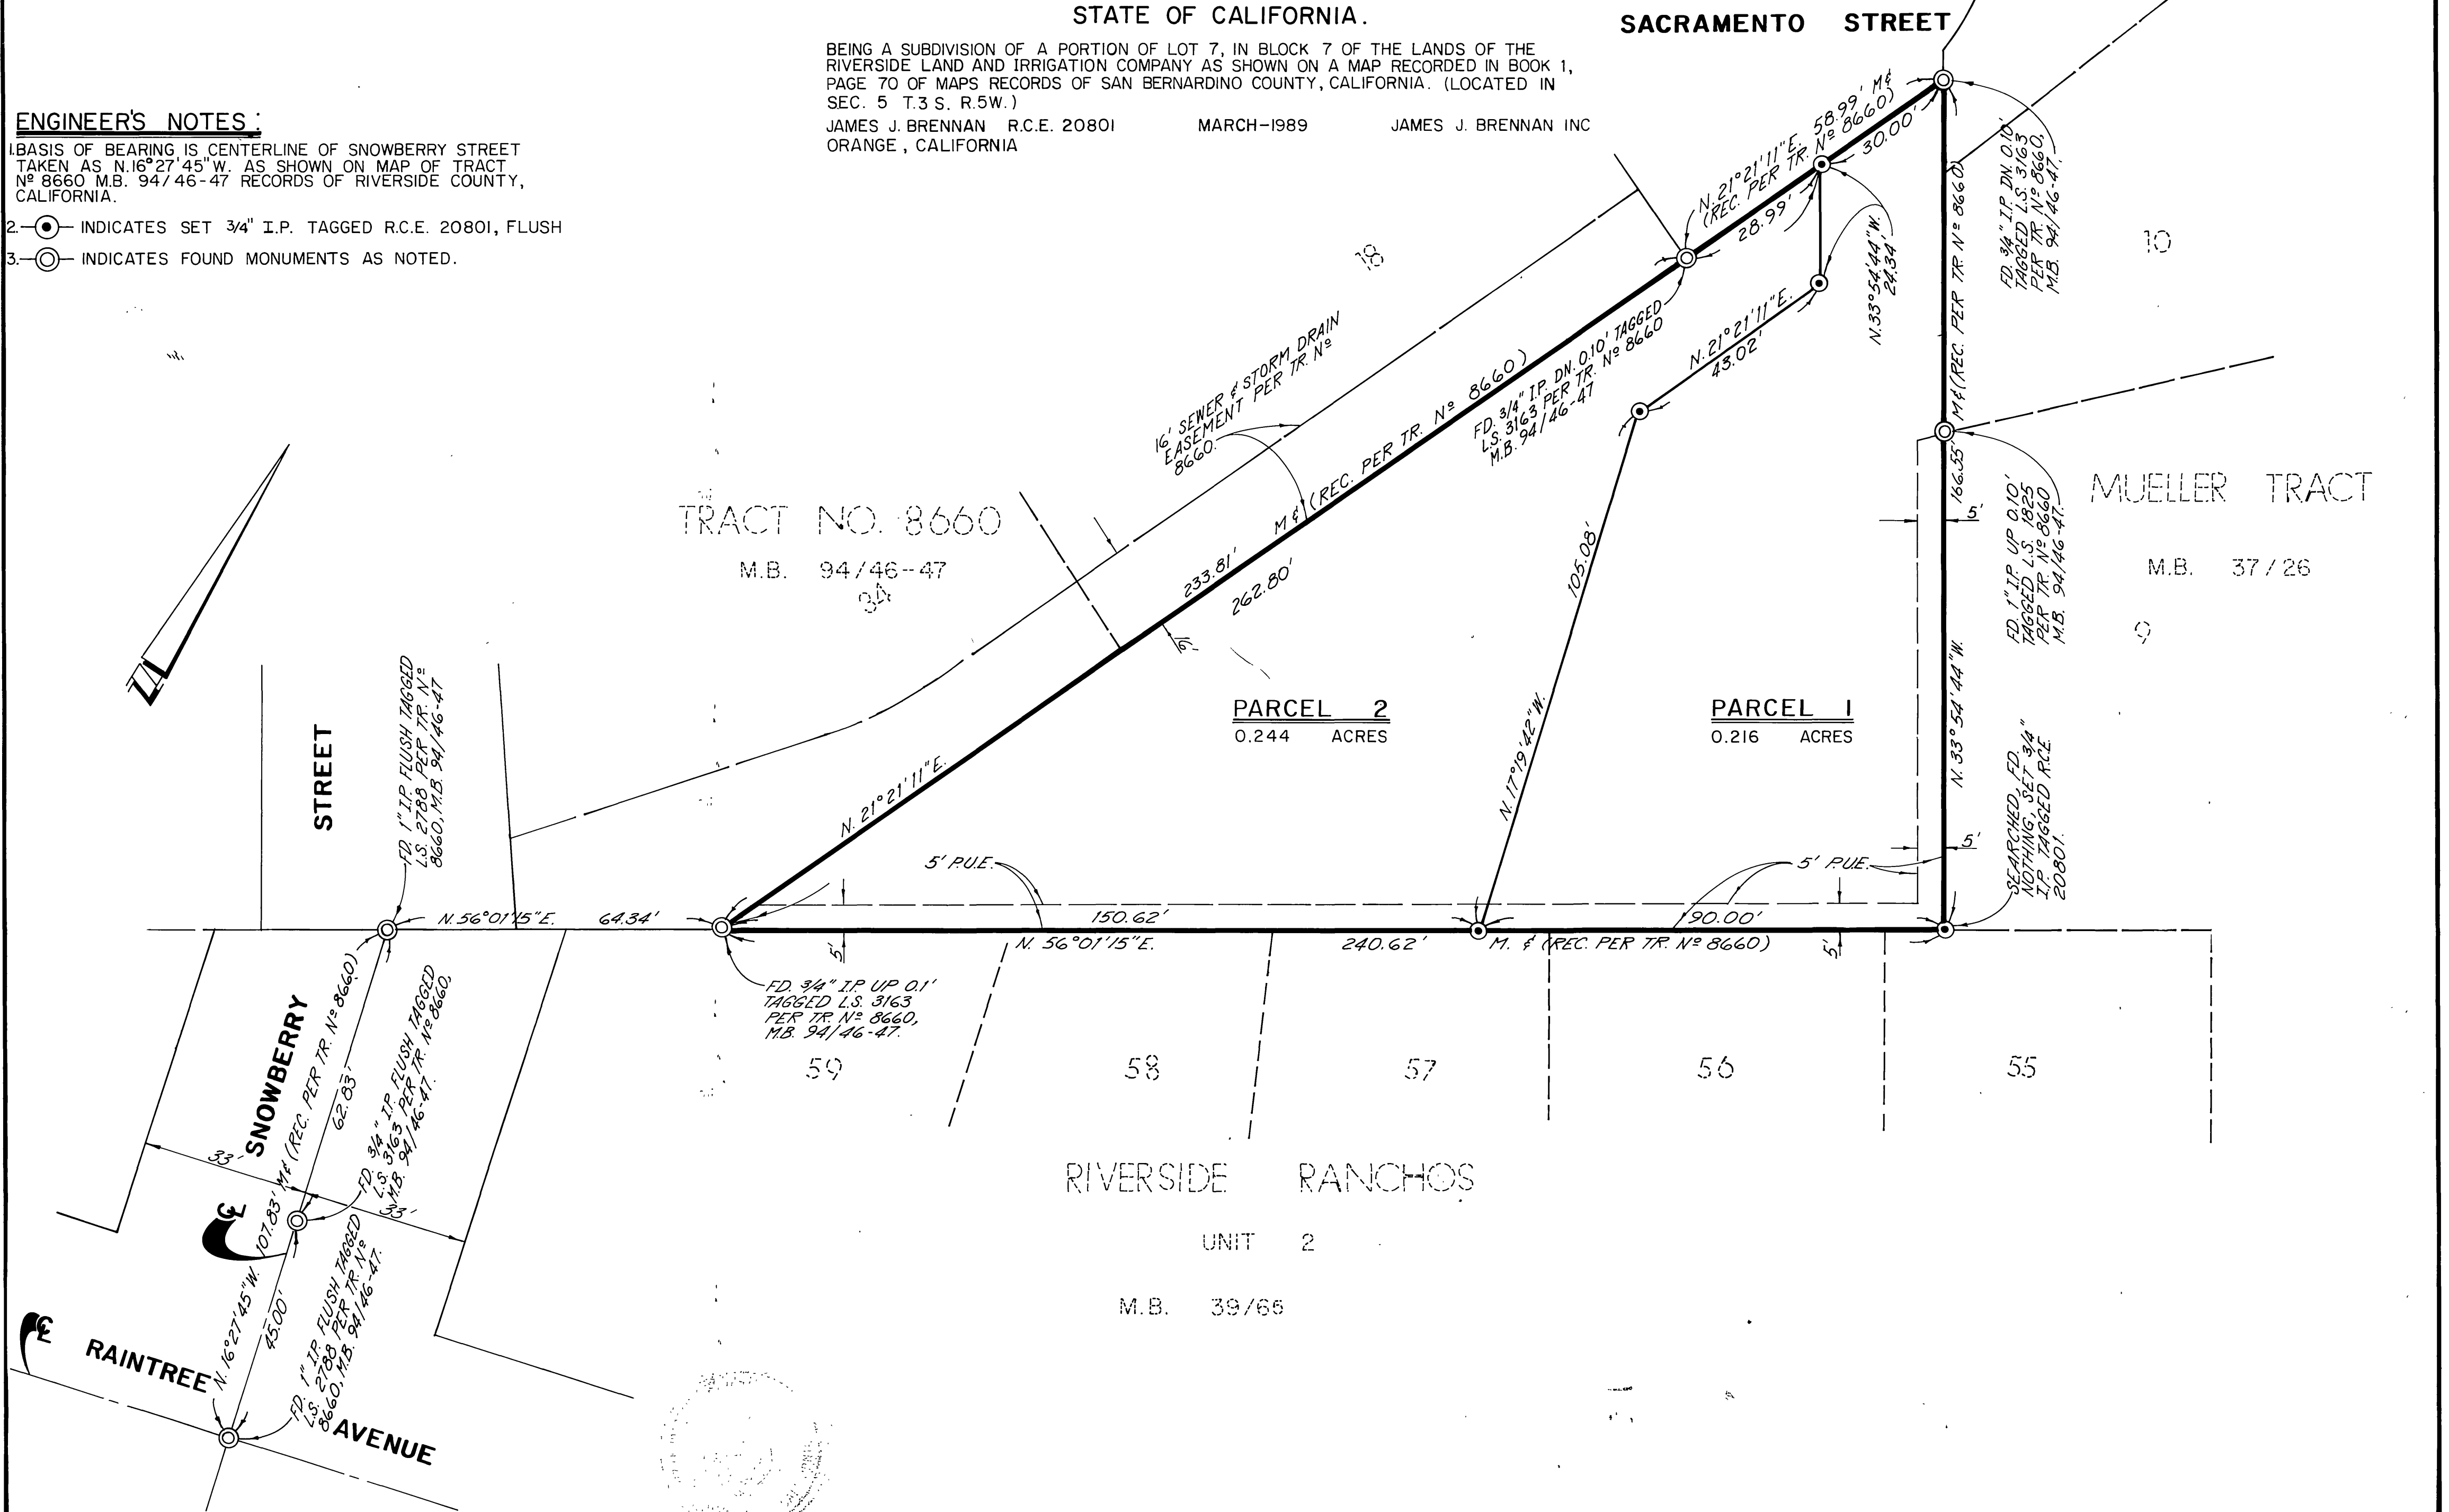 STATE OF CALIFORNIA.
SACRAMENTO STREET
BEING A SUBDIVISION OF A PORTION OF LOT 7, IN BLOCK 7 OF THE LANDS OF THE
RIVERSIDE LAND AND IRRIGATION COMPANY AS SHOWN ON A MAP RECORDED IN BOOK 1,
PAGE 70 OF MAPS RECORDS OF SAN BERNARDINO COUNTY, CALIFORNIA. (LOCATED IN
SEC. 5 T.3 S. R.5W.)
JAMES J. BRENNAN R.C.E. 20801 MARCH-1989 JAMES J. BRENNAN INC
ORANGE, CALIFORNIA
ENGINEER'S NOTES:
1. BASIS OF BEARING IS CENTERLINE OF SNOWBERRY STREET
TAKEN AS N.16°27'45"W. AS SHOWN ON MAP OF TRACT
Nº 8660 M.B. 94/46-47 RECORDS OF RIVERSIDE COUNTY,
CALIFORNIA.
2. INDICATES SET 3/4" I.P. TAGGED R.C.E. 20801, FLUSH
3. INDICATES FOUND MONUMENTS AS NOTED.
N. 21°21'11"E. 58.99' M &
(REC. PER TR. Nº 8660)
30.00'
28.99'
N.33°54'44"W.
24.34'
FD. 3/4" I.P. DN. 0.10'
TAGGED L.S. 3163
PER TR. Nº 8660,
M.B. 94/46-47.
10
18
16' SEWER & STORM DRAIN
EASEMENT PER TR. Nº
8660.
FD. 3/4" I.P. DN. 0.10' TAGGED
L.S. 3163 PER TR. Nº 8660
M.B. 94/46-47
N. 21°21'11"E.
43.02'
N. 33°54'44"W. 166.55' M & (REC. PER TR. Nº 8660)
5'
FD. 1" I.P. UP 0.10'
TAGGED L.S. 1825
PER TR. Nº 8660
M.B. 94/46-47.
MUELLER TRACT
M.B. 37/26
9
TRACT NO. 8660
M.B. 94/46-47
34
N. 21°21'11"E. 233.81' M & (REC. PER TR. Nº 8660)
262.80'
16'
105.08'
N. 17°19'42"W.
PARCEL 2
0.244 ACRES
PARCEL 1
0.216 ACRES
SEARCHED, FD.
NOTHING, SET 3/4"
I.P. TAGGED R.C.E.
20801.
5'
STREET
FD. 1" I.P. FLUSH TAGGED
L.S. 2788 PER TR. Nº
8660, M.B. 94/46-47
5' P.U.E.
5' P.U.E.
N. 56°01'15"E. 64.34'
150.62'
90.00'
N. 56°01'15"E. 240.62' M. & (REC. PER TR. Nº 8660)
5'
5'
FD. 3/4" I.P. UP 0.1'
TAGGED L.S. 3163
PER TR. Nº 8660,
M.B. 94/46-47.
59
58
57
56
55
SNOWBERRY
N. 16°27'45"W. 107.83' M & (REC. PER TR. Nº 8660)
62.83'
FD. 3/4" I.P. FLUSH TAGGED
L.S. 3163 PER TR. Nº 8660,
M.B. 94/46-47.
33'
33'
℄
45.00'
FD. 1" I.P. FLUSH TAGGED
L.S. 2788 PER TR. Nº
8660, M.B. 94/46-47.
RIVERSIDE RANCHOS
UNIT 2
M.B. 39/66
℄
RAINTREE AVENUE